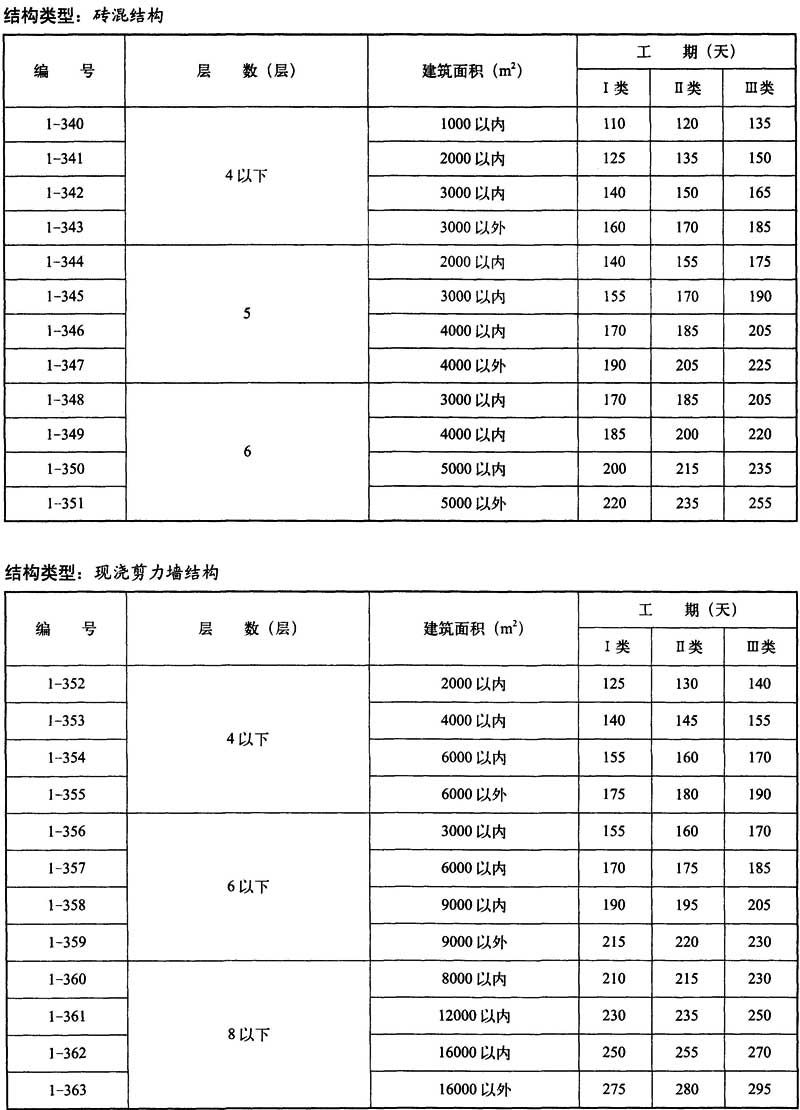 结构类型：砖混结构
编 号 层 数（层） 建筑面积（m²） 工 期（天）
Ⅰ类 Ⅱ类 Ⅲ类
1-340 4以下 1000以内 110 120 135
1-341 2000以内 125 135 150
1-342 3000以内 140 150 165
1-343 3000以外 160 170 185
1-344 5 2000以内 140 155 175
1-345 3000以内 155 170 190
1-346 4000以内 170 185 205
1-347 4000以外 190 205 225
1-348 6 3000以内 170 185 205
1-349 4000以内 185 200 220
1-350 5000以内 200 215 235
1-351 5000以外 220 235 255
结构类型：现浇剪力墙结构
编 号 层 数（层） 建筑面积（m²） 工 期（天）
Ⅰ类 Ⅱ类 Ⅲ类
1-352 4以下 2000以内 125 130 140
1-353 4000以内 140 145 155
1-354 6000以内 155 160 170
1-355 6000以外 175 180 190
1-356 6以下 3000以内 155 160 170
1-357 6000以内 170 175 185
1-358 9000以内 190 195 205
1-359 9000以外 215 220 230
1-360 8以下 8000以内 210 215 230
1-361 12000以内 230 235 250
1-362 16000以内 250 255 270
1-363 16000以外 275 280 295